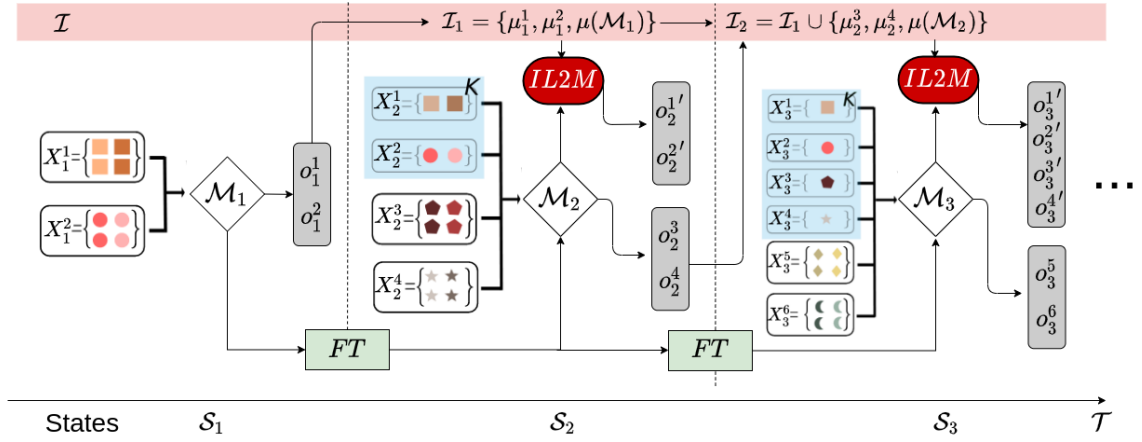 𝓘 𝓘₁ = {μ₁¹, μ₁², μ(𝓜₁)} 𝓘₂ = 𝓘₁ ∪ {μ₂³, μ₂⁴, μ(𝓜₂)}
X₁¹={ }
X₁²={ }
𝓜₁
o₁¹
o₁²
K
X₂¹={ }
X₂²={ }
X₂³={ }
X₂⁴={ }
IL2M
𝓜₂
o₂¹′
o₂²′
o₂³
o₂⁴
K
X₃¹={ }
X₃²={ }
X₃³={ }
X₃⁴={ }
X₃⁵={ }
X₃⁶={ }
IL2M
𝓜₃
o₃¹′
o₃²′
o₃³′
o₃⁴′
o₃⁵
o₃⁶
...
FT FT
States 𝓢₁ 𝓢₂ 𝓢₃ 𝓣